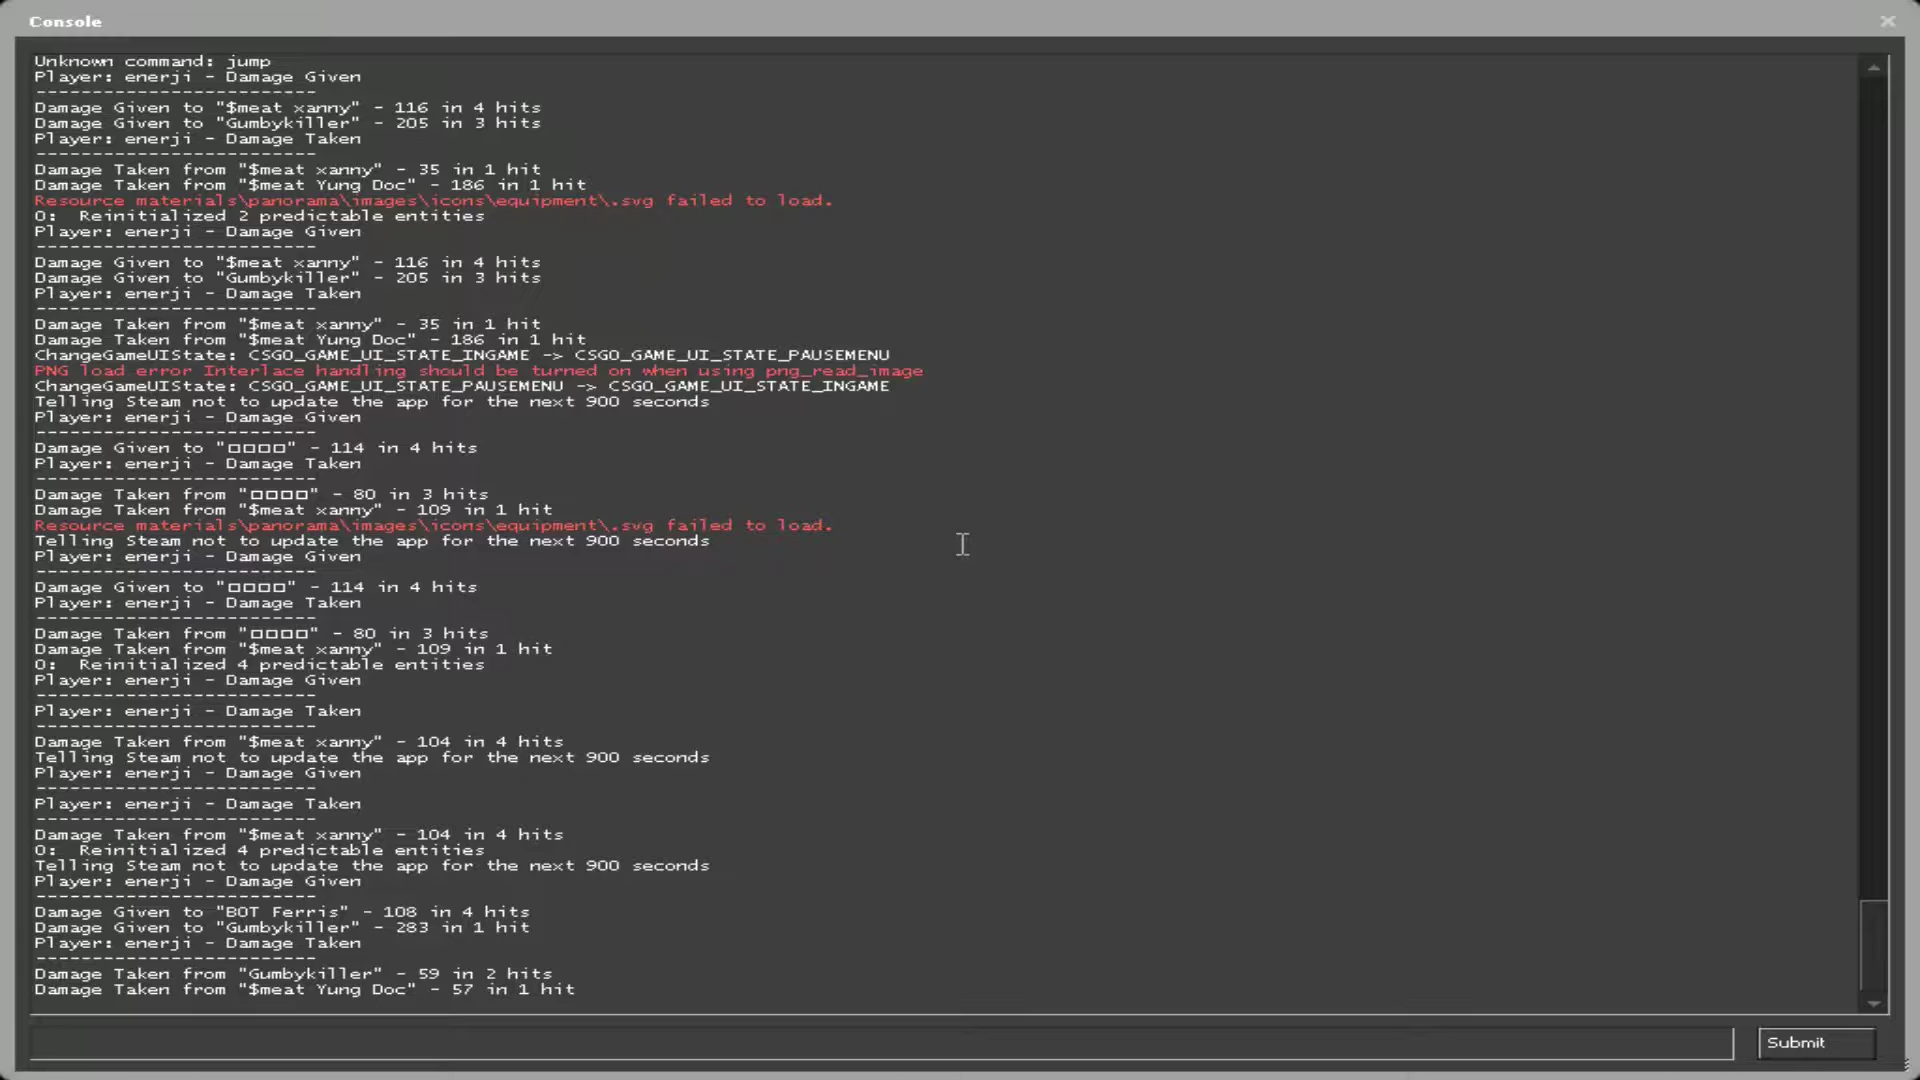 Console
Unknown command: jump
Player: enerji - Damage Given
-------------------------
Damage Given to "$meat xanny" - 116 in 4 hits
Damage Given to "Gumbykiller" - 205 in 3 hits
Player: enerji - Damage Taken
-------------------------
Damage Taken from "$meat xanny" - 35 in 1 hit
Damage Taken from "$meat Yung Doc" - 186 in 1 hit
Resource materials\panorama\images\icons\equipment\.svg failed to load.
0:  Reinitialized 2 predictable entities
Player: enerji - Damage Given
-------------------------
Damage Given to "$meat xanny" - 116 in 4 hits
Damage Given to "Gumbykiller" - 205 in 3 hits
Player: enerji - Damage Taken
-------------------------
Damage Taken from "$meat xanny" - 35 in 1 hit
Damage Taken from "$meat Yung Doc" - 186 in 1 hit
ChangeGameUIState: CSGO_GAME_UI_STATE_INGAME -> CSGO_GAME_UI_STATE_PAUSEMENU
PNG load error Interlace handling should be turned on when using png_read_image
ChangeGameUIState: CSGO_GAME_UI_STATE_PAUSEMENU -> CSGO_GAME_UI_STATE_INGAME
Telling Steam not to update the app for the next 900 seconds
Player: enerji - Damage Given
-------------------------
Damage Given to "□□□□" - 114 in 4 hits
Player: enerji - Damage Taken
-------------------------
Damage Taken from "□□□□" - 80 in 3 hits
Damage Taken from "$meat xanny" - 109 in 1 hit
Resource materials\panorama\images\icons\equipment\.svg failed to load.
Telling Steam not to update the app for the next 900 seconds
Player: enerji - Damage Given
-------------------------
Damage Given to "□□□□" - 114 in 4 hits
Player: enerji - Damage Taken
-------------------------
Damage Taken from "□□□□" - 80 in 3 hits
Damage Taken from "$meat xanny" - 109 in 1 hit
0:  Reinitialized 4 predictable entities
Player: enerji - Damage Given
-------------------------
Player: enerji - Damage Taken
-------------------------
Damage Taken from "$meat xanny" - 104 in 4 hits
Telling Steam not to update the app for the next 900 seconds
Player: enerji - Damage Given
-------------------------
Player: enerji - Damage Taken
-------------------------
Damage Taken from "$meat xanny" - 104 in 4 hits
0:  Reinitialized 4 predictable entities
Telling Steam not to update the app for the next 900 seconds
Player: enerji - Damage Given
-------------------------
Damage Given to "BOT Ferris" - 108 in 4 hits
Damage Given to "Gumbykiller" - 283 in 1 hit
Player: enerji - Damage Taken
-------------------------
Damage Taken from "Gumbykiller" - 59 in 2 hits
Damage Taken from "$meat Yung Doc" - 57 in 1 hit
Submit